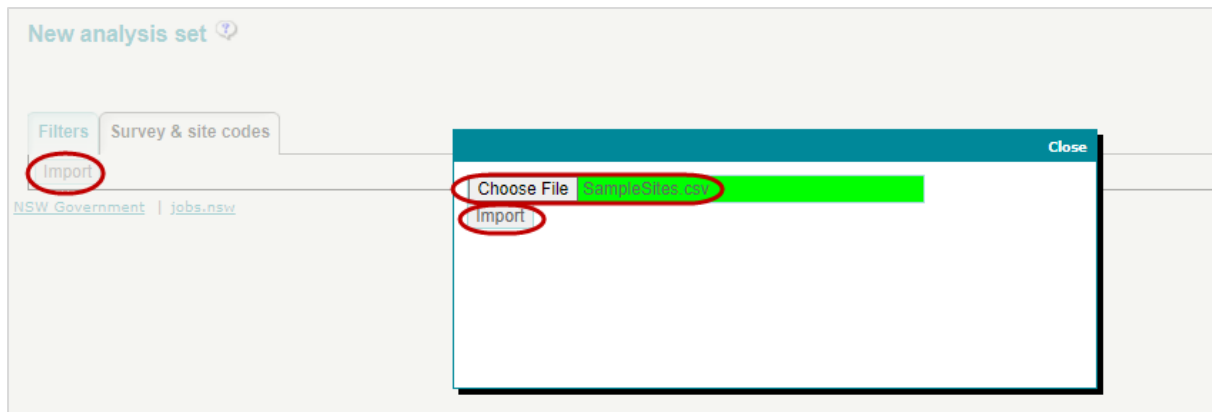 New analysis set
Filters Survey & site codes
Import
NSW Government | jobs.nsw
Close
Choose File SampleSites.csv
Import